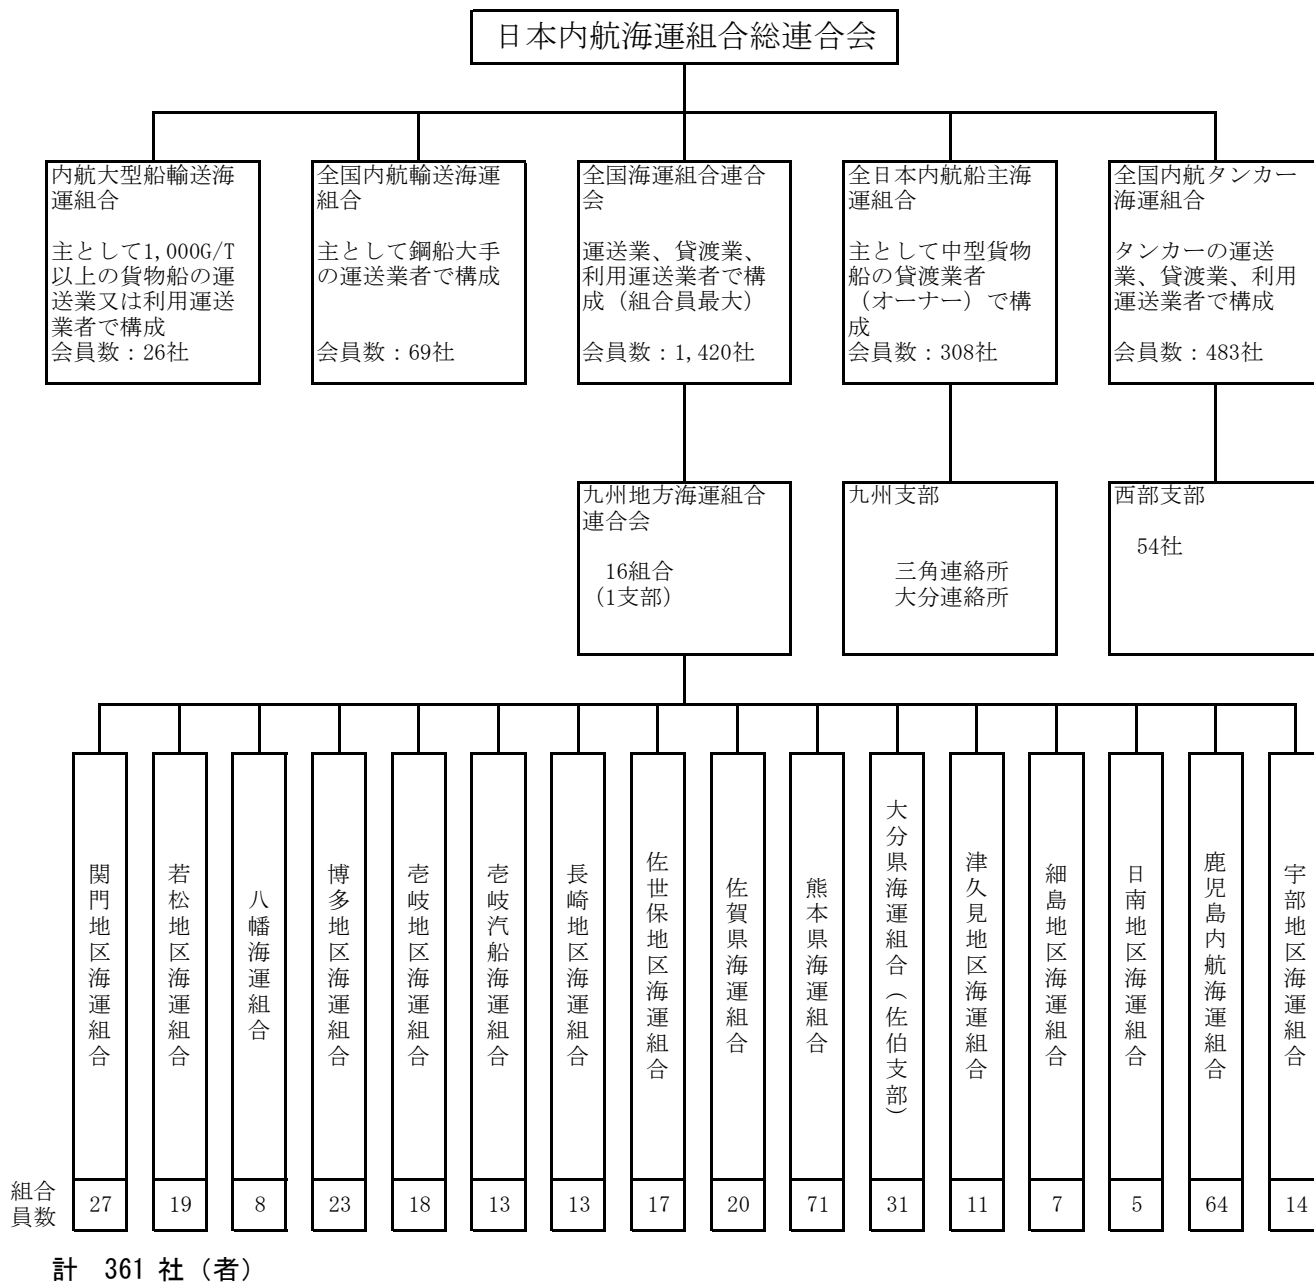 日本内航海運組合総連合会
内航大型船輸送海
運組合
主として1,000G/T
以上の貨物船の運
送業又は利用運送
業者で構成
会員数：26社
全国内航輸送海運
組合
主として鋼船大手
の運送業者で構成
会員数：69社
全国海運組合連合
会
運送業、貸渡業、
利用運送業者で構
成（組合員最大）
会員数：1,420社
全日本内航船主海
運組合
主として中型貨物
船の貸渡業者
（オーナー）で構
成
会員数：308社
全国内航タンカー
海運組合
タンカーの運送
業、貸渡業、利用
運送業者で構成
会員数：483社
九州地方海運組合
連合会
16組合
（1支部）
九州支部
三角連絡所
大分連絡所
西部支部
54社
関門地区海運組合
若松地区海運組合
八幡海運組合
博多地区海運組合
壱岐地区海運組合
壱岐汽船海運組合
長崎地区海運組合
佐世保地区海運組合
佐賀県海運組合
熊本県海運組合
大分県海運組合（佐伯支部）
津久見地区海運組合
細島地区海運組合
日南地区海運組合
鹿児島内航海運組合
宇部地区海運組合
組合
員数
27
19
8
23
18
13
13
17
20
71
31
11
7
5
64
14
計 361 社（者）